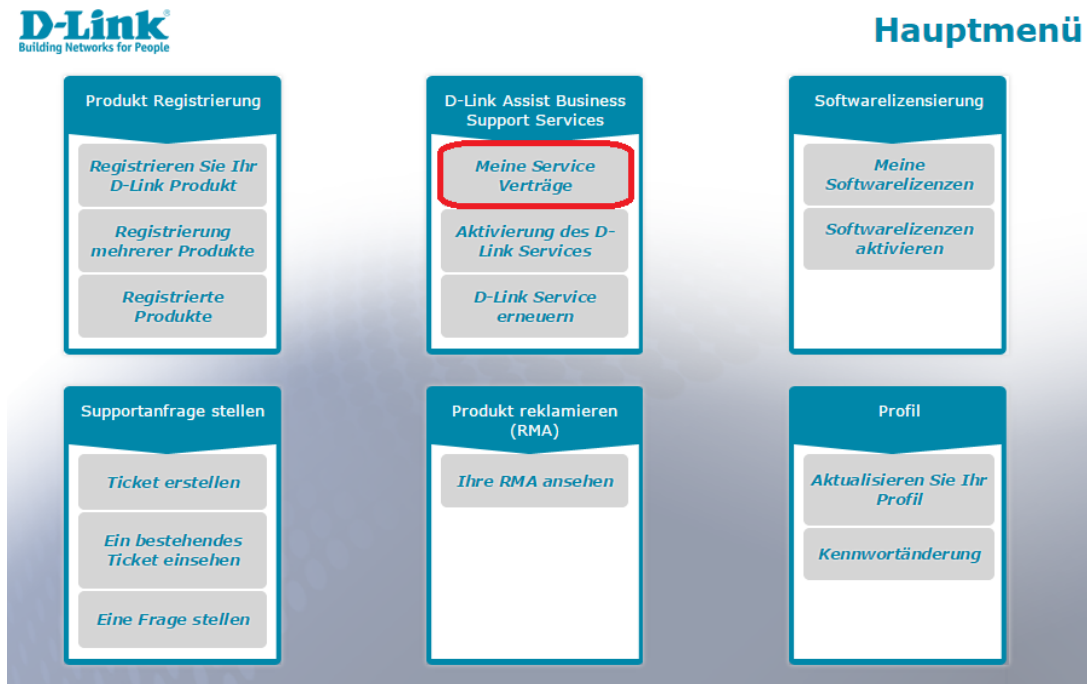 D-Link®
Building Networks for People
Hauptmenü
Produkt Registrierung
Registrieren Sie Ihr
D-Link Produkt
Registrierung
mehrerer Produkte
Registrierte
Produkte
D-Link Assist Business
Support Services
Meine Service
Verträge
Aktivierung des D-
Link Services
D-Link Service
erneuern
Softwarelizensierung
Meine
Softwarelizenzen
Softwarelizenzen
aktivieren
Supportanfrage stellen
Ticket erstellen
Ein bestehendes
Ticket einsehen
Eine Frage stellen
Produkt reklamieren
(RMA)
Ihre RMA ansehen
Profil
Aktualisieren Sie Ihr
Profil
Kennwortänderung